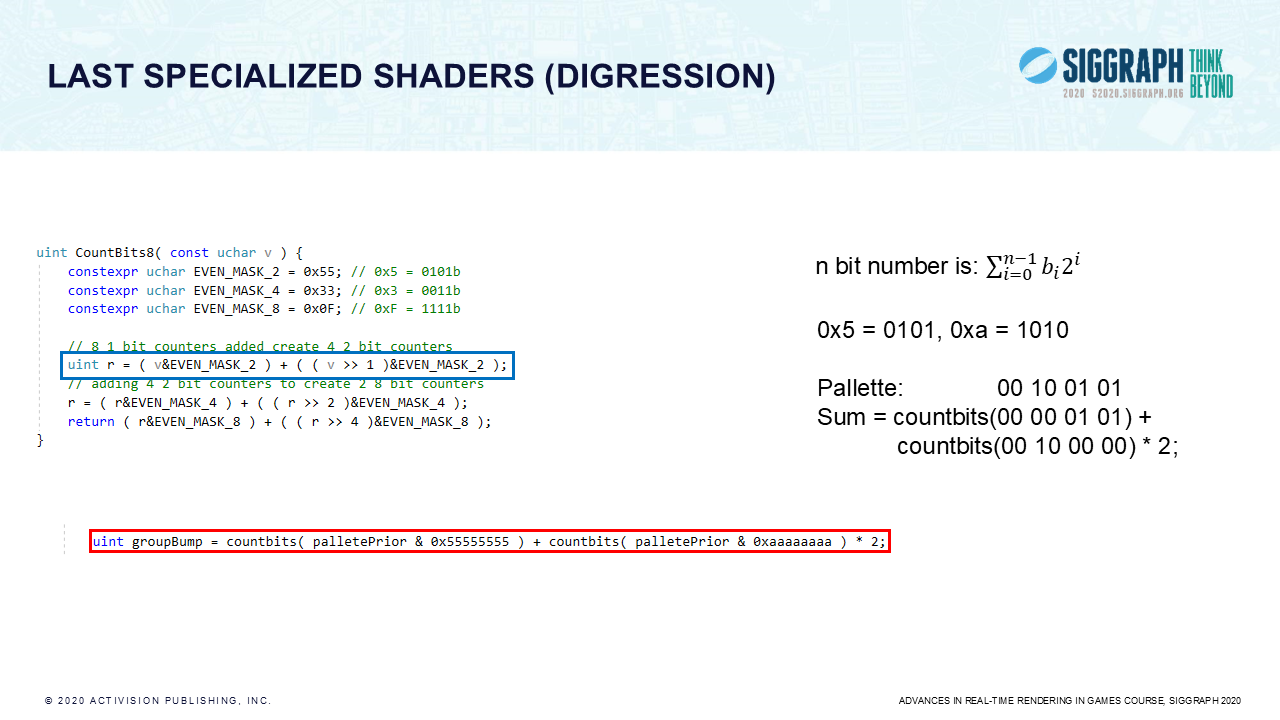 LAST SPECIALIZED SHADERS (DIGRESSION)
SIGGRAPH THINK
BEYOND
2020 S2020.SIGGRAPH.ORG
uint CountBits8( const uchar v ) {
constexpr uchar EVEN_MASK_2 = 0x55; // 0x5 = 0101b
constexpr uchar EVEN_MASK_4 = 0x33; // 0x3 = 0011b
constexpr uchar EVEN_MASK_8 = 0x0F; // 0xF = 1111b
// 8 1 bit counters added create 4 2 bit counters
uint r = ( v&EVEN_MASK_2 ) + ( ( v >> 1 )&EVEN_MASK_2 );
// adding 4 2 bit counters to create 2 8 bit counters
r = ( r&EVEN_MASK_4 ) + ( ( r >> 2 )&EVEN_MASK_4 );
return ( r&EVEN_MASK_8 ) + ( ( r >> 4 )&EVEN_MASK_8 );
}
n bit number is: ∑_{i=0}^{n−1} b_i 2^i
0x5 = 0101, 0xa = 1010
Pallette: 00 10 01 01
Sum = countbits(00 00 01 01) +
countbits(00 10 00 00) * 2;
uint groupBump = countbits( palletePrior & 0x55555555 ) + countbits( palletePrior & 0xaaaaaaaa ) * 2;
© 2020 ACTIVISION PUBLISHING, INC.
ADVANCES IN REAL-TIME RENDERING IN GAMES COURSE, SIGGRAPH 2020